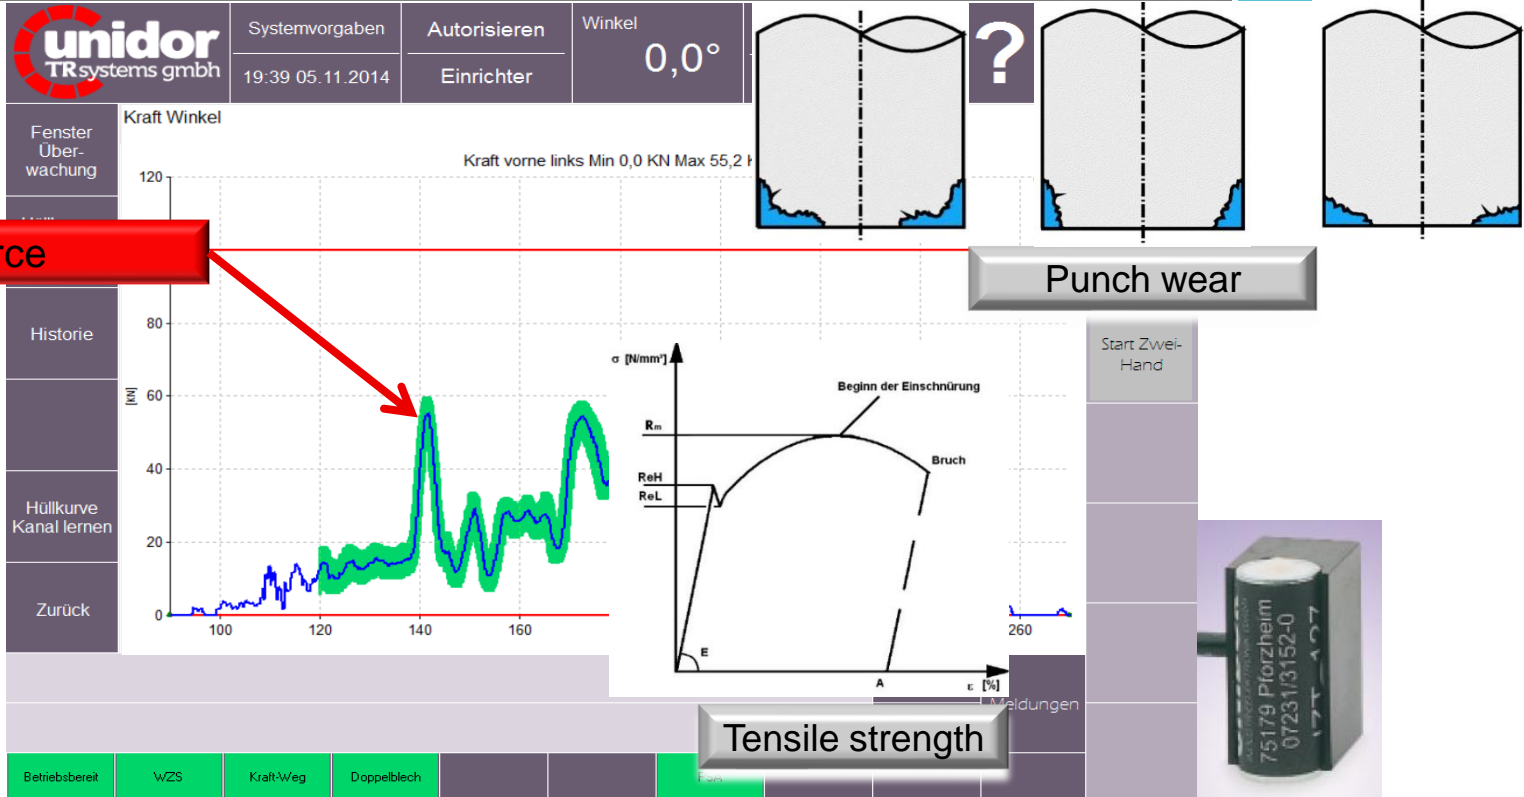 unidor
TRsystems gmbh
Systemvorgaben
19:39 05.11.2014
Autorisieren
Einrichter
Winkel
0,0°
?
Fenster
Über-
wachung
Historie
Hüllkurve
Kanal lernen
Zurück
Kraft Winkel
Kraft vorne links Min 0,0 KN Max 55,2
120
80
60
40
20
0
[kN]
100
120
140
160
260
rce
Punch wear
Start Zwei-
Hand
σ [N/mm²]
Beginn der Einschnürung
Rm
Bruch
ReH
ReL
E
A
ε [%]
Meldungen
Tensile strength
75179 Pforzheim
07231/3152-0
Betriebsbereit
WZS
Kraft-Weg
Doppelblech